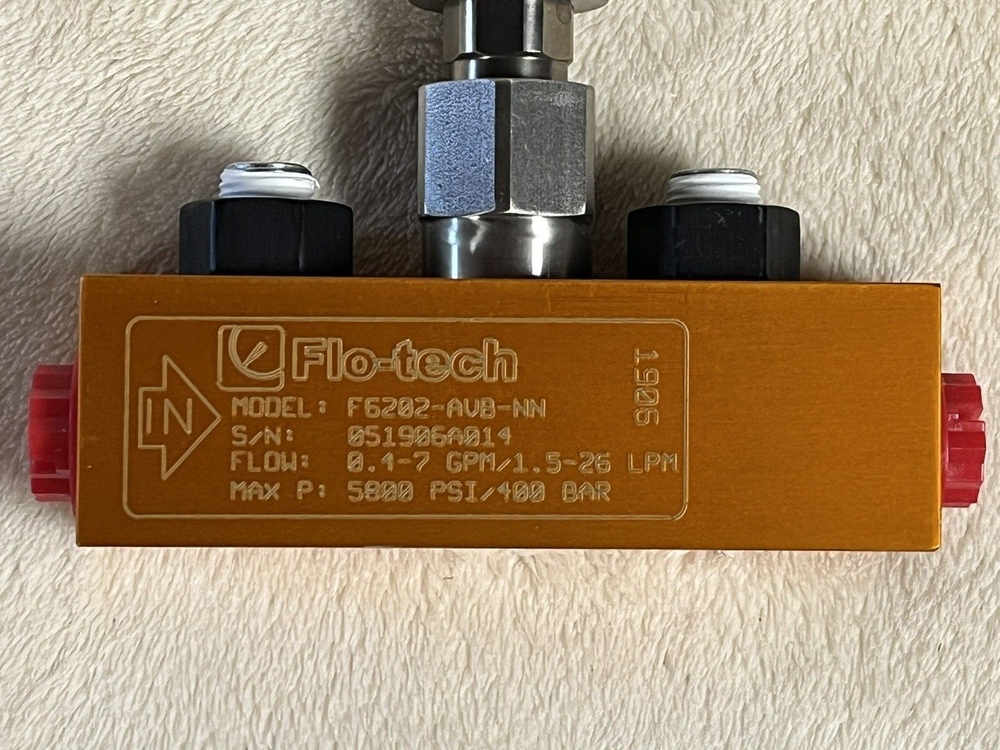 Flo-tech
IN
MODEL: F6202-AVB-NN
S/N: 051906A014
FLOW: 0.4-7 GPM/1.5-26 LPM
MAX P: 5800 PSI/400 BAR
1906